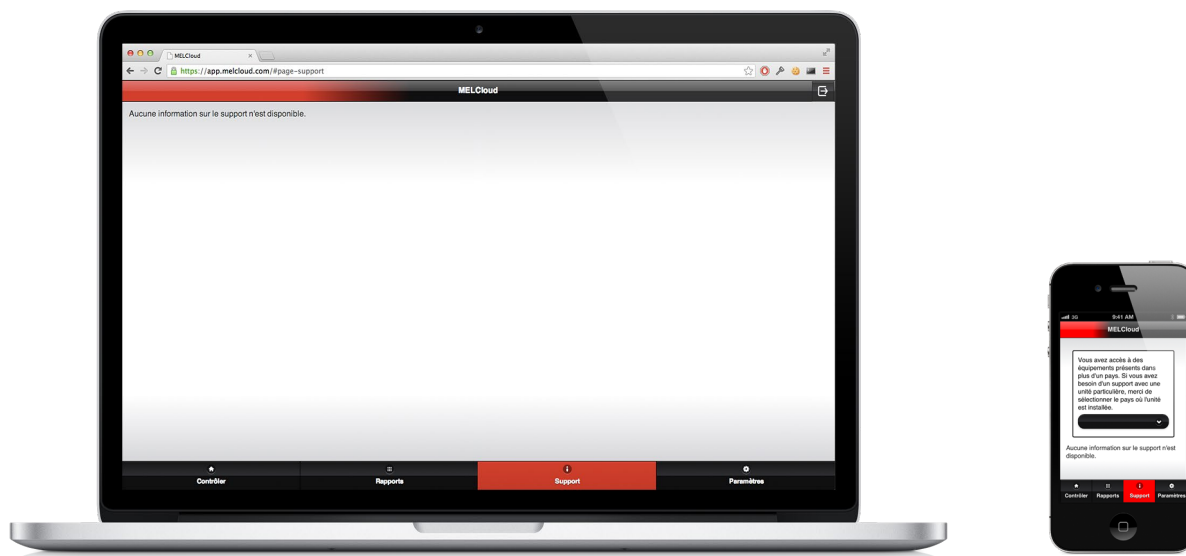 MELCloud
https://app.melcloud.com/#page-support
MELCloud
Aucune information sur le support n'est disponible.
Contrôler
Rapports
Support
Paramètres
3G
9:41 AM
MELCloud
Vous avez accès à des
équipements présents dans
plus d'un pays. Si vous avez
besoin d'un support avec une
unité particulière, merci de
sélectionner le pays où l'unité
est installée.
Aucune information sur le support n'est
disponible.
Contrôler
Rapports
Support
Paramètres